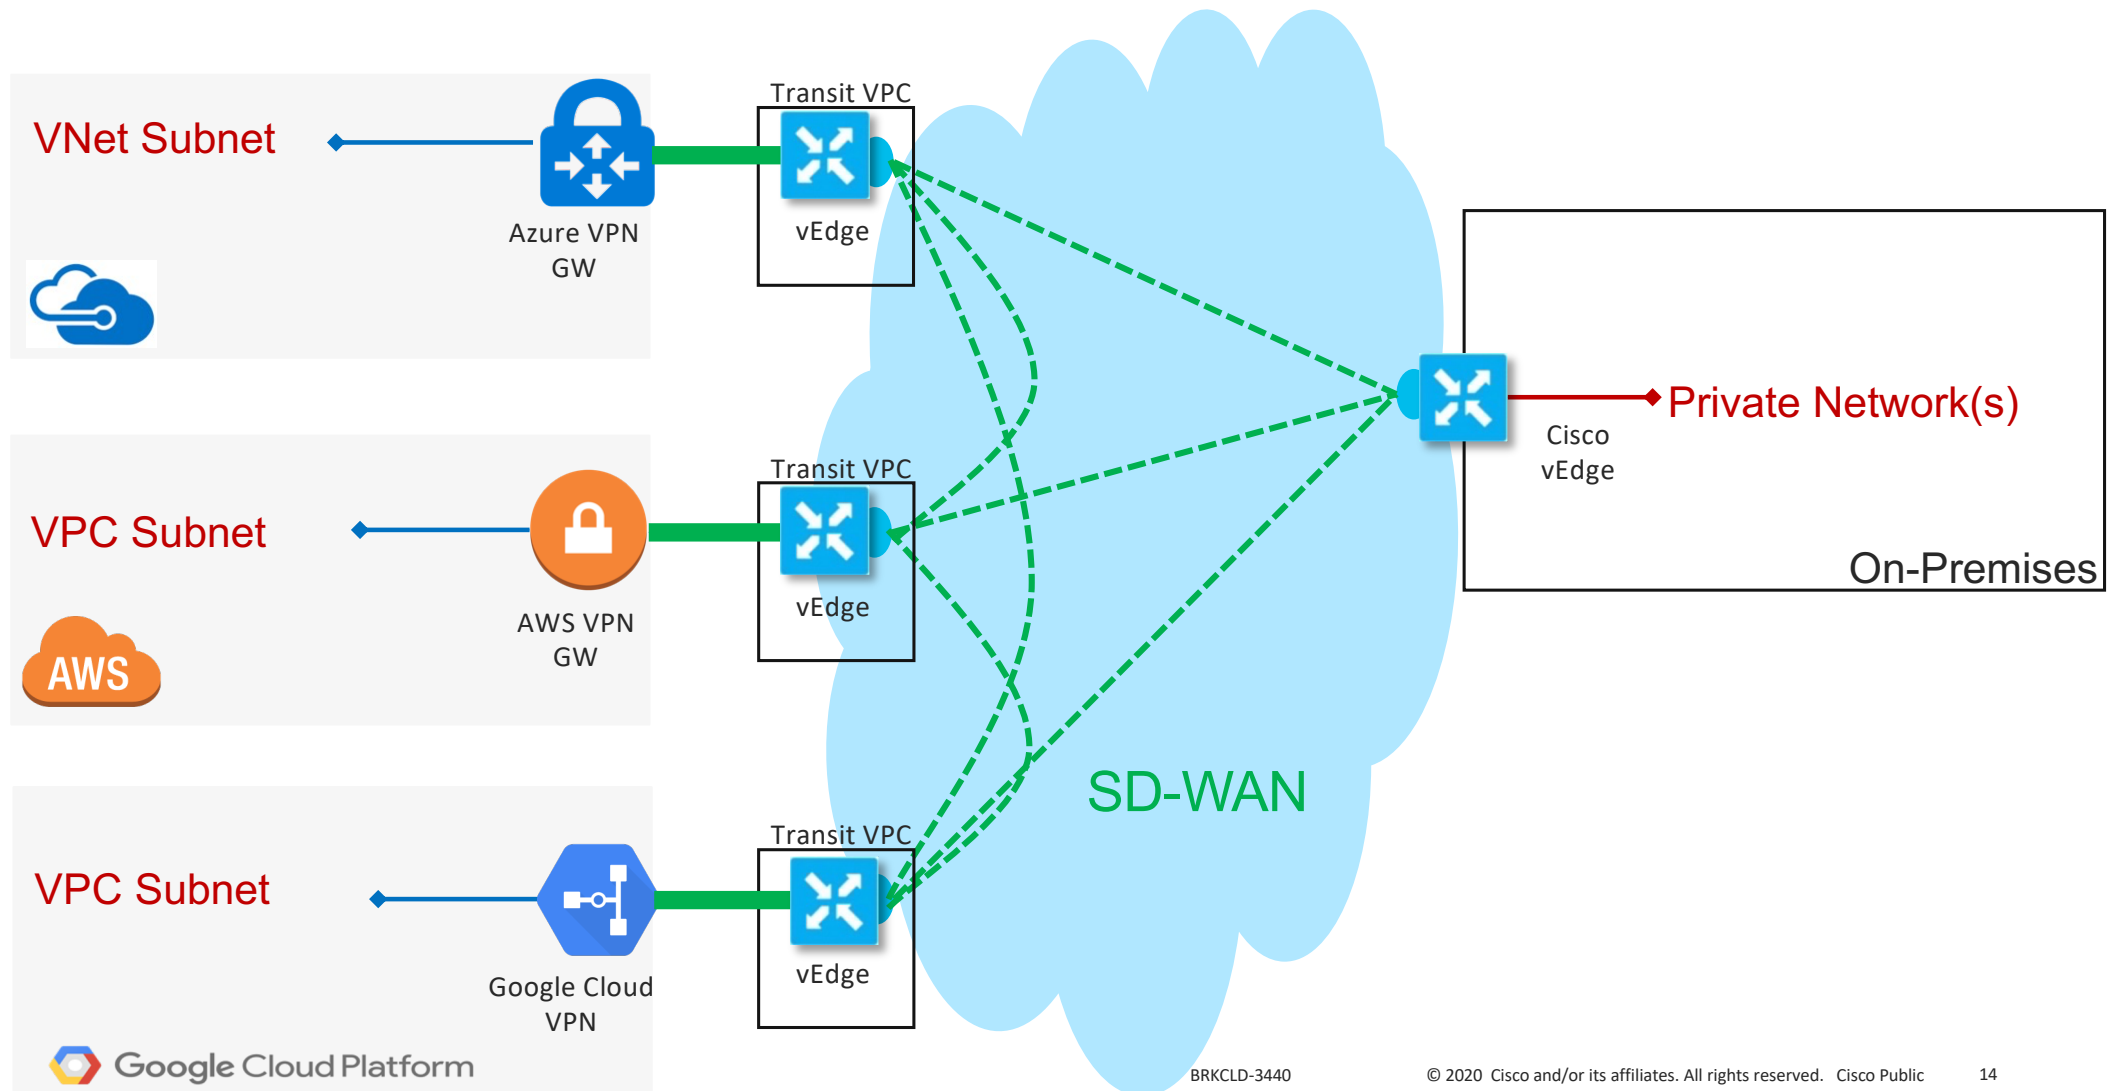 Transit VPC
VNet Subnet
vEdge
Azure VPN
GW
Cisco
vEdge
Private Network(s)
On-Premises
Transit VPC
VPC Subnet
vEdge
AWS VPN
GW
AWS
SD-WAN
Transit VPC
VPC Subnet
vEdge
Google Cloud
VPN
Google Cloud Platform
BRKCLD-3440
© 2020 Cisco and/or its affiliates. All rights reserved. Cisco Public
14